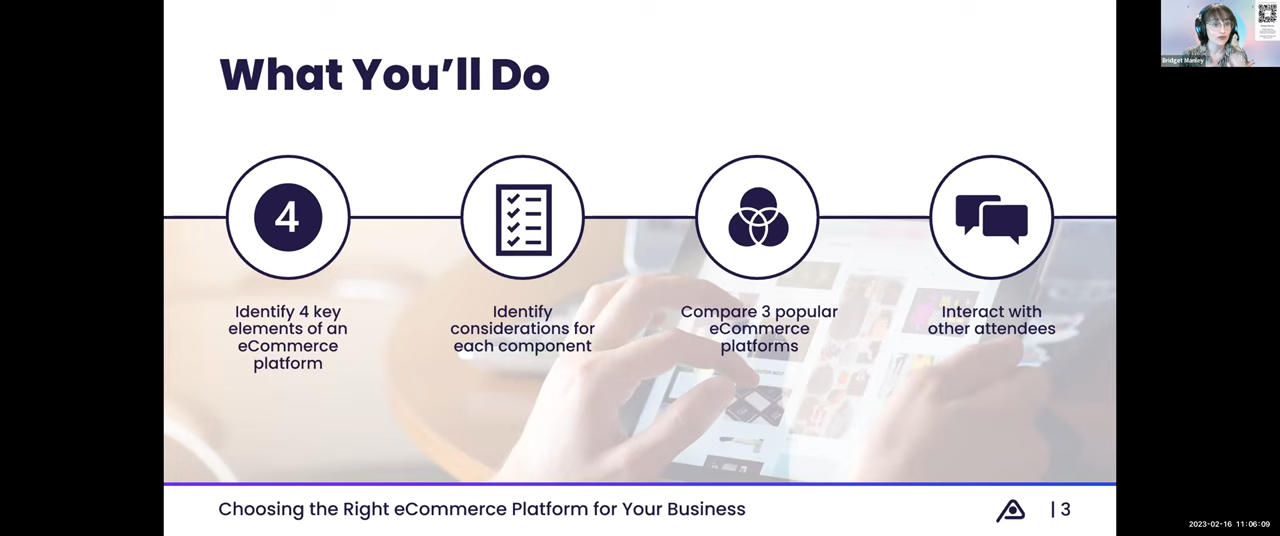 What You'll Do
4
Identify 4 key
elements of an
eCommerce
platform
Identify
considerations for
each component
Compare 3 popular
eCommerce
platforms
Interact with
other attendees
Choosing the Right eCommerce Platform for Your Business
| 3
Bridget Manley
2023-02-16 11:06:09